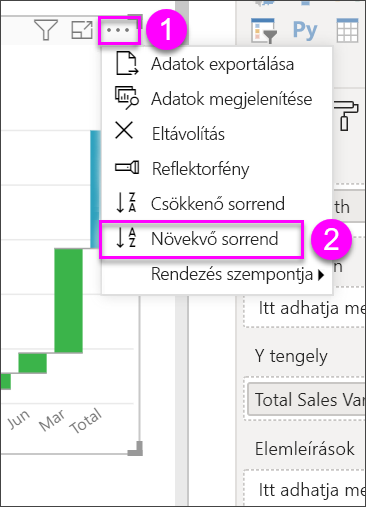 1
Py
Adatok exportálása
Adatok megjelenítése
Eltávolítás
Reflektorfény
Csökkenő sorrend
Növekvő sorrend
2
Rendezés szempontja
th
n
Itt adhatja me
Y tengely
Total Sales Var
Elemleírások
Itt adhatja me
Jun
Mar
Total